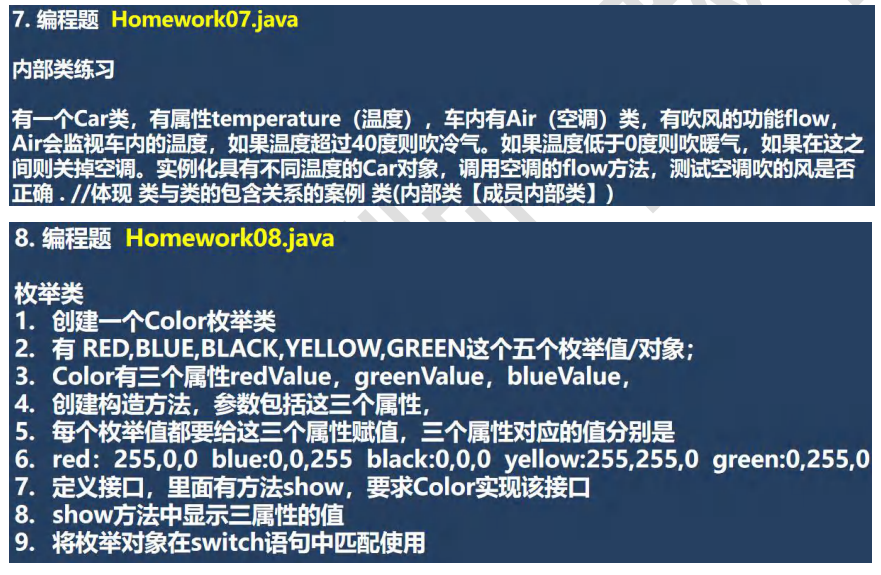 7. 编程题 Homework07.java
内部类练习
有一个Car类，有属性temperature（温度），车内有Air（空调）类，有吹风的功能flow，
Air会监视车内的温度，如果温度超过40度则吹冷气。如果温度低于0度则吹暖气，如果在这之
间则关掉空调。实例化具有不同温度的Car对象，调用空调的flow方法，测试空调吹的风是否
正确 . //体现 类与类的包含关系的案例 类(内部类【成员内部类】)
8. 编程题 Homework08.java
枚举类
1. 创建一个Color枚举类
2. 有 RED,BLUE,BLACK,YELLOW,GREEN这个五个枚举值/对象；
3. Color有三个属性redValue，greenValue，blueValue，
4. 创建构造方法，参数包括这三个属性，
5. 每个枚举值都要给这三个属性赋值，三个属性对应的值分别是
6. red：255,0,0 blue:0,0,255 black:0,0,0 yellow:255,255,0 green:0,255,0
7. 定义接口，里面有方法show，要求Color实现该接口
8. show方法中显示三属性的值
9. 将枚举对象在switch语句中匹配使用